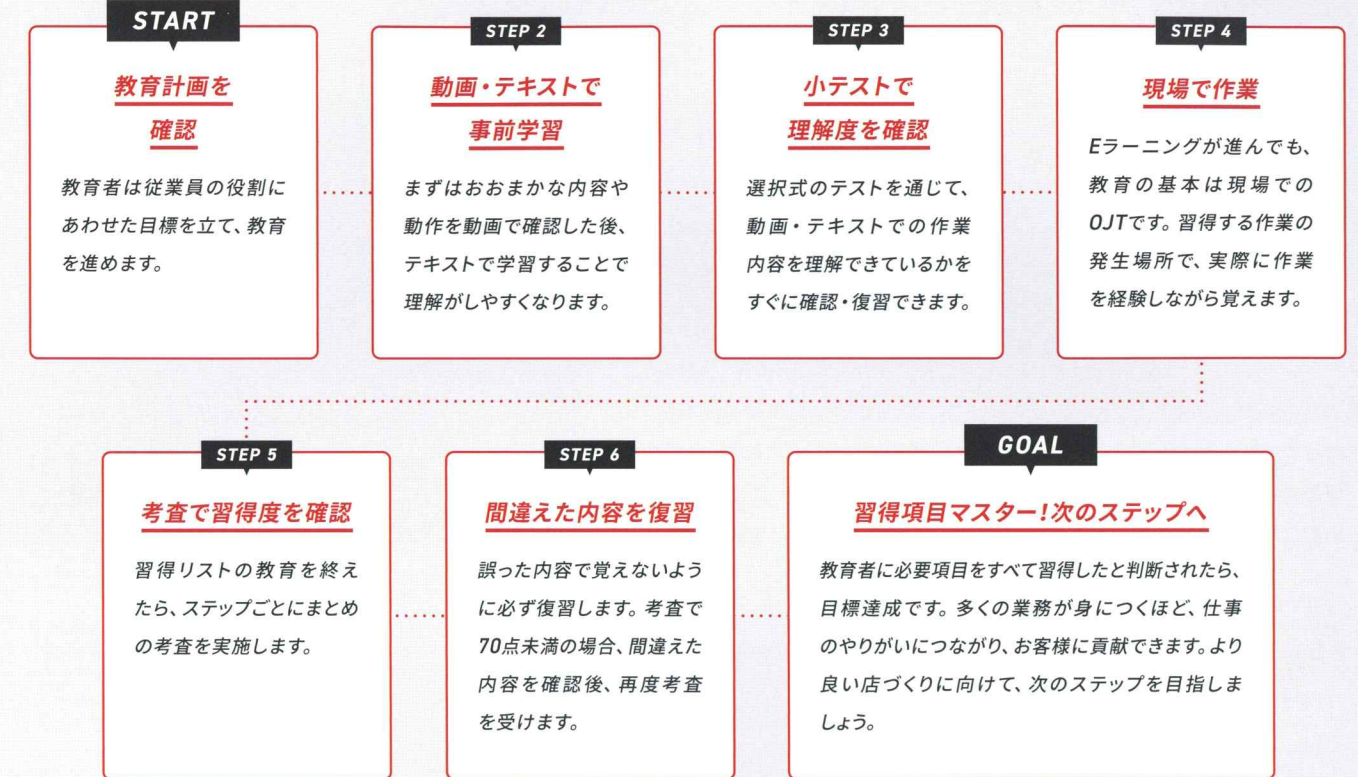 START
教育計画を
確認
教育者は従業員の役割に
あわせた目標を立て、教育
を進めます。
STEP 2
動画・テキストで
事前学習
まずはおおまかな内容や
動作を動画で確認した後、
テキストで学習することで
理解がしやすくなります。
STEP 3
小テストで
理解度を確認
選択式のテストを通じて、
動画・テキストでの作業
内容を理解できているかを
すぐに確認・復習できます。
STEP 4
現場で作業
Eラーニングが進んでも、
教育の基本は現場での
OJTです。習得する作業の
発生場所で、実際に作業
を経験しながら覚えます。
STEP 5
考査で習得度を確認
習得リストの教育を終え
たら、ステップごとにまとめ
の考査を実施します。
STEP 6
間違えた内容を復習
誤った内容で覚えないよう
に必ず復習します。考査で
70点未満の場合、間違えた
内容を確認後、再度考査
を受けます。
GOAL
習得項目マスター!次のステップへ
教育者に必要項目をすべて習得したと判断されたら、
目標達成です。多くの業務が身につくほど、仕事
のやりがいにつながり、お客様に貢献できます。より
良い店づくりに向けて、次のステップを目指しま
しょう。